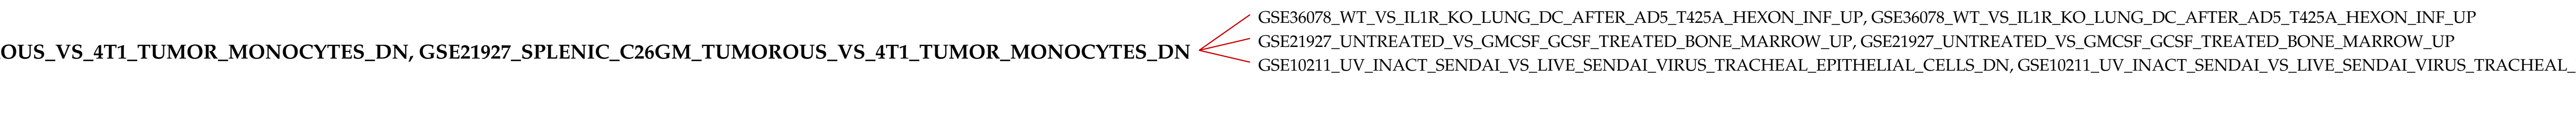 OUS_VS_4T1_TUMOR_MONOCYTES_DN, GSE21927_SPLENIC_C26GM_TUMOROUS_VS_4T1_TUMOR_MONOCYTES_DN
GSE36078_WT_VS_IL1R_KO_LUNG_DC_AFTER_AD5_T425A_HEXON_INF_UP, GSE36078_WT_VS_IL1R_KO_LUNG_DC_AFTER_AD5_T425A_HEXON_INF_UP
GSE21927_UNTREATED_VS_GMCSF_GCSF_TREATED_BONE_MARROW_UP, GSE21927_UNTREATED_VS_GMCSF_GCSF_TREATED_BONE_MARROW_UP
GSE10211_UV_INACT_SENDAI_VS_LIVE_SENDAI_VIRUS_TRACHEAL_EPITHELIAL_CELLS_DN, GSE10211_UV_INACT_SENDAI_VS_LIVE_SENDAI_VIRUS_TRACHEAL_